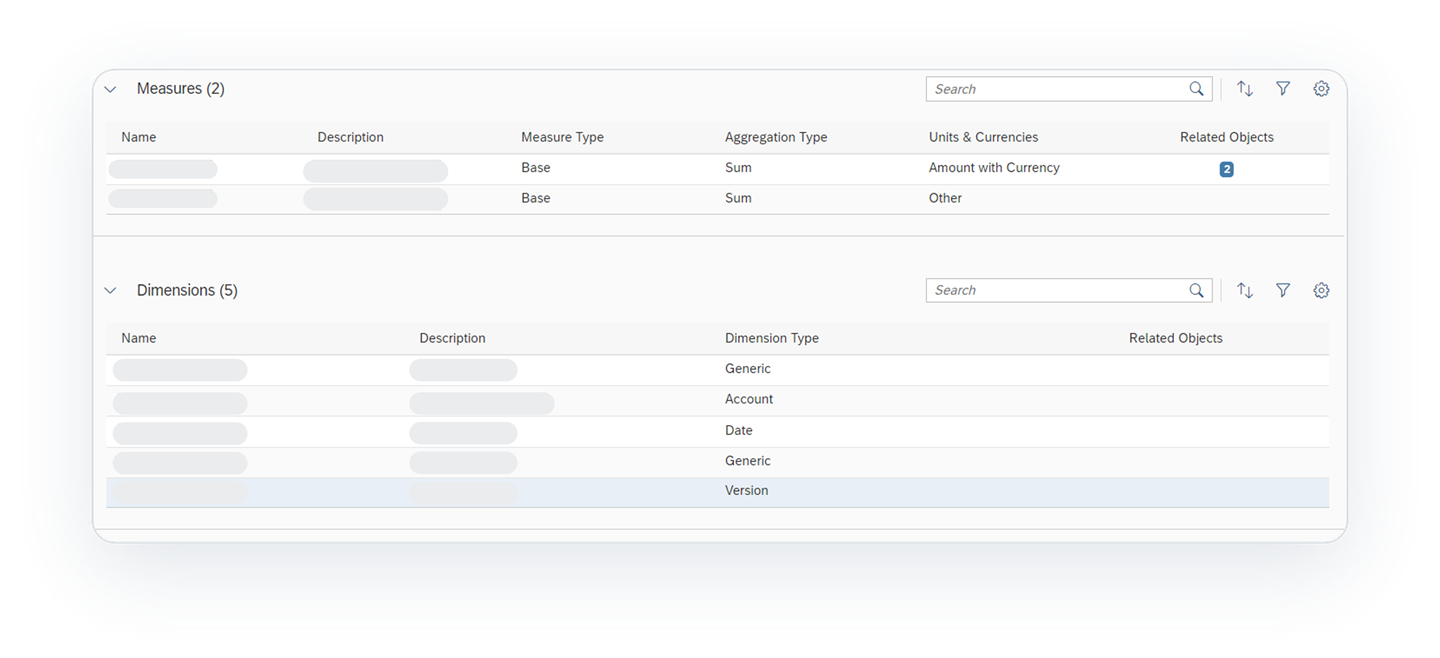 Measures (2)
Search
Name Description Measure Type Aggregation Type Units & Currencies Related Objects
Base Sum Amount with Currency 2
Base Sum Other
Dimensions (5)
Search
Name Description Dimension Type Related Objects
Generic
Account
Date
Generic
Version